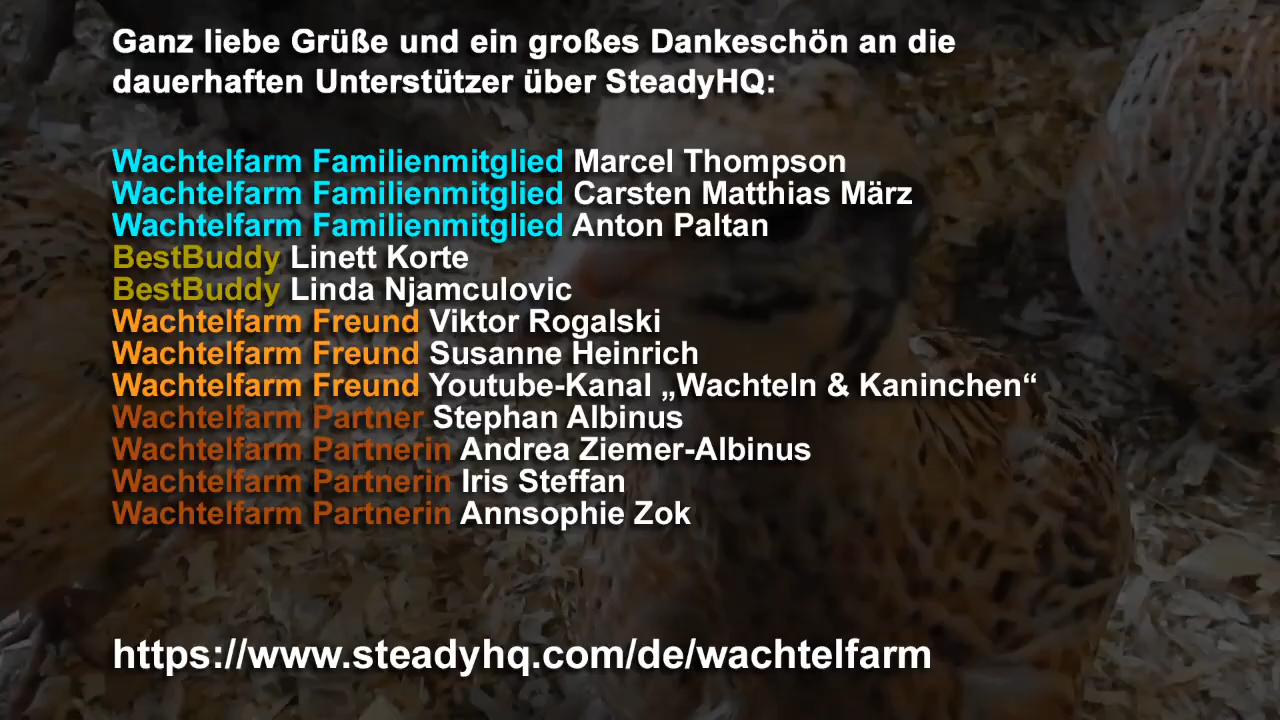 Ganz liebe Grüße und ein großes Dankeschön an die
dauerhaften Unterstützer über SteadyHQ:
Wachtelfarm Familienmitglied Marcel Thompson
Wachtelfarm Familienmitglied Carsten Matthias März
Wachtelfarm Familienmitglied Anton Paltan
BestBuddy Linett Korte
BestBuddy Linda Njamculovic
Wachtelfarm Freund Viktor Rogalski
Wachtelfarm Freund Susanne Heinrich
Wachtelfarm Freund Youtube-Kanal „Wachteln & Kaninchen“
Wachtelfarm Partner Stephan Albinus
Wachtelfarm Partnerin Andrea Ziemer-Albinus
Wachtelfarm Partnerin Iris Steffan
Wachtelfarm Partnerin Annsophie Zok
https://www.steadyhq.com/de/wachtelfarm